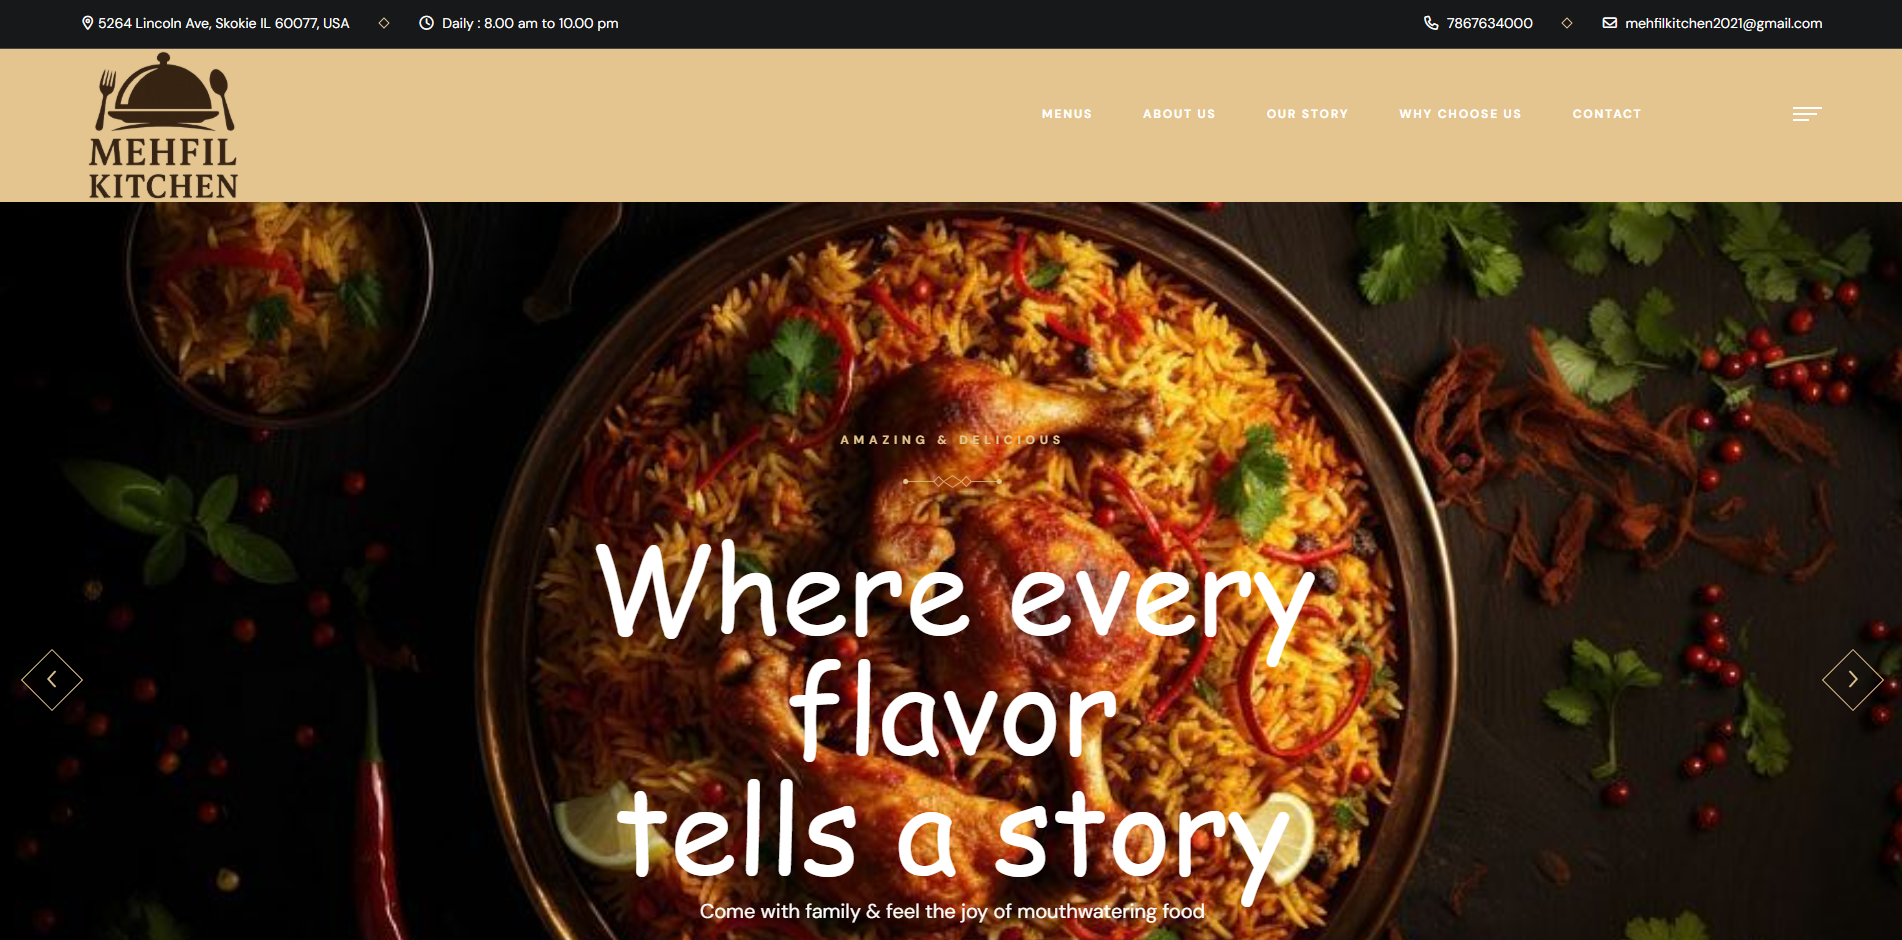 5264 Lincoln Ave, Skokie IL 60077, USA
Daily : 8.00 am to 10.00 pm
7867634000
mehfilkitchen2021@gmail.com
MEHFIL
KITCHEN
MENUS
ABOUT US
OUR STORY
WHY CHOOSE US
CONTACT
AMAZING & DELICIOUS
Where every
flavor
tells a story
Come with family & feel the joy of mouthwatering food